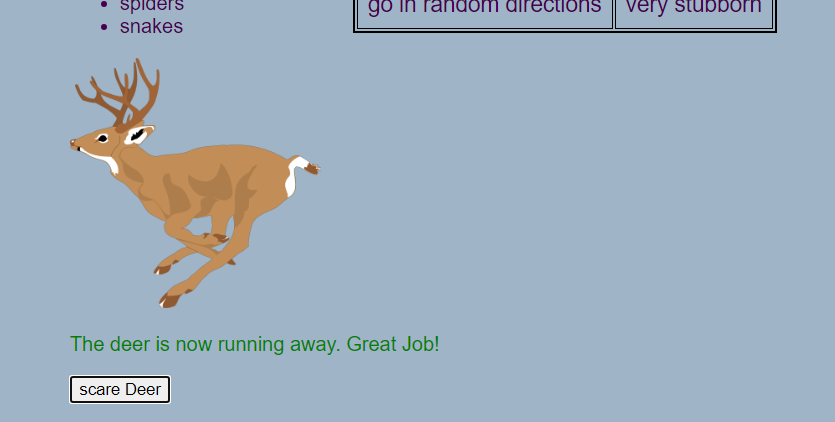 spiders
snakes
go in random directions
very stubborn
The deer is now running away. Great Job!
scare Deer